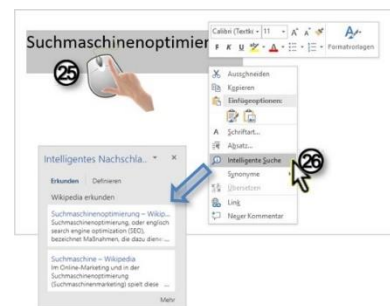 Suchmaschinenoptimier
25
Calibri (Textk 11 A A
F K U A Formatvorlagen
Ausschneiden
Kopieren
Einfügeoptionen:
A Schriftart...
Absatz...
Intelligente Suche
26
Synonyme
Übersetzen
Link
Neuer Kommentar
Intelligentes Nachschla...
Erkunden Definieren
Wikipedia erkunden
Suchmaschinenoptimierung – Wikip...
Suchmaschinenoptimierung, oder englisch
search engine optimization (SEO),
bezeichnet Maßnahmen, die dazu diene...
Suchmaschine – Wikipedia
Im Online-Marketing und in der
Suchmaschinenoptimierung
(Suchmaschinenmarketing) spielt diese ...
Mehr